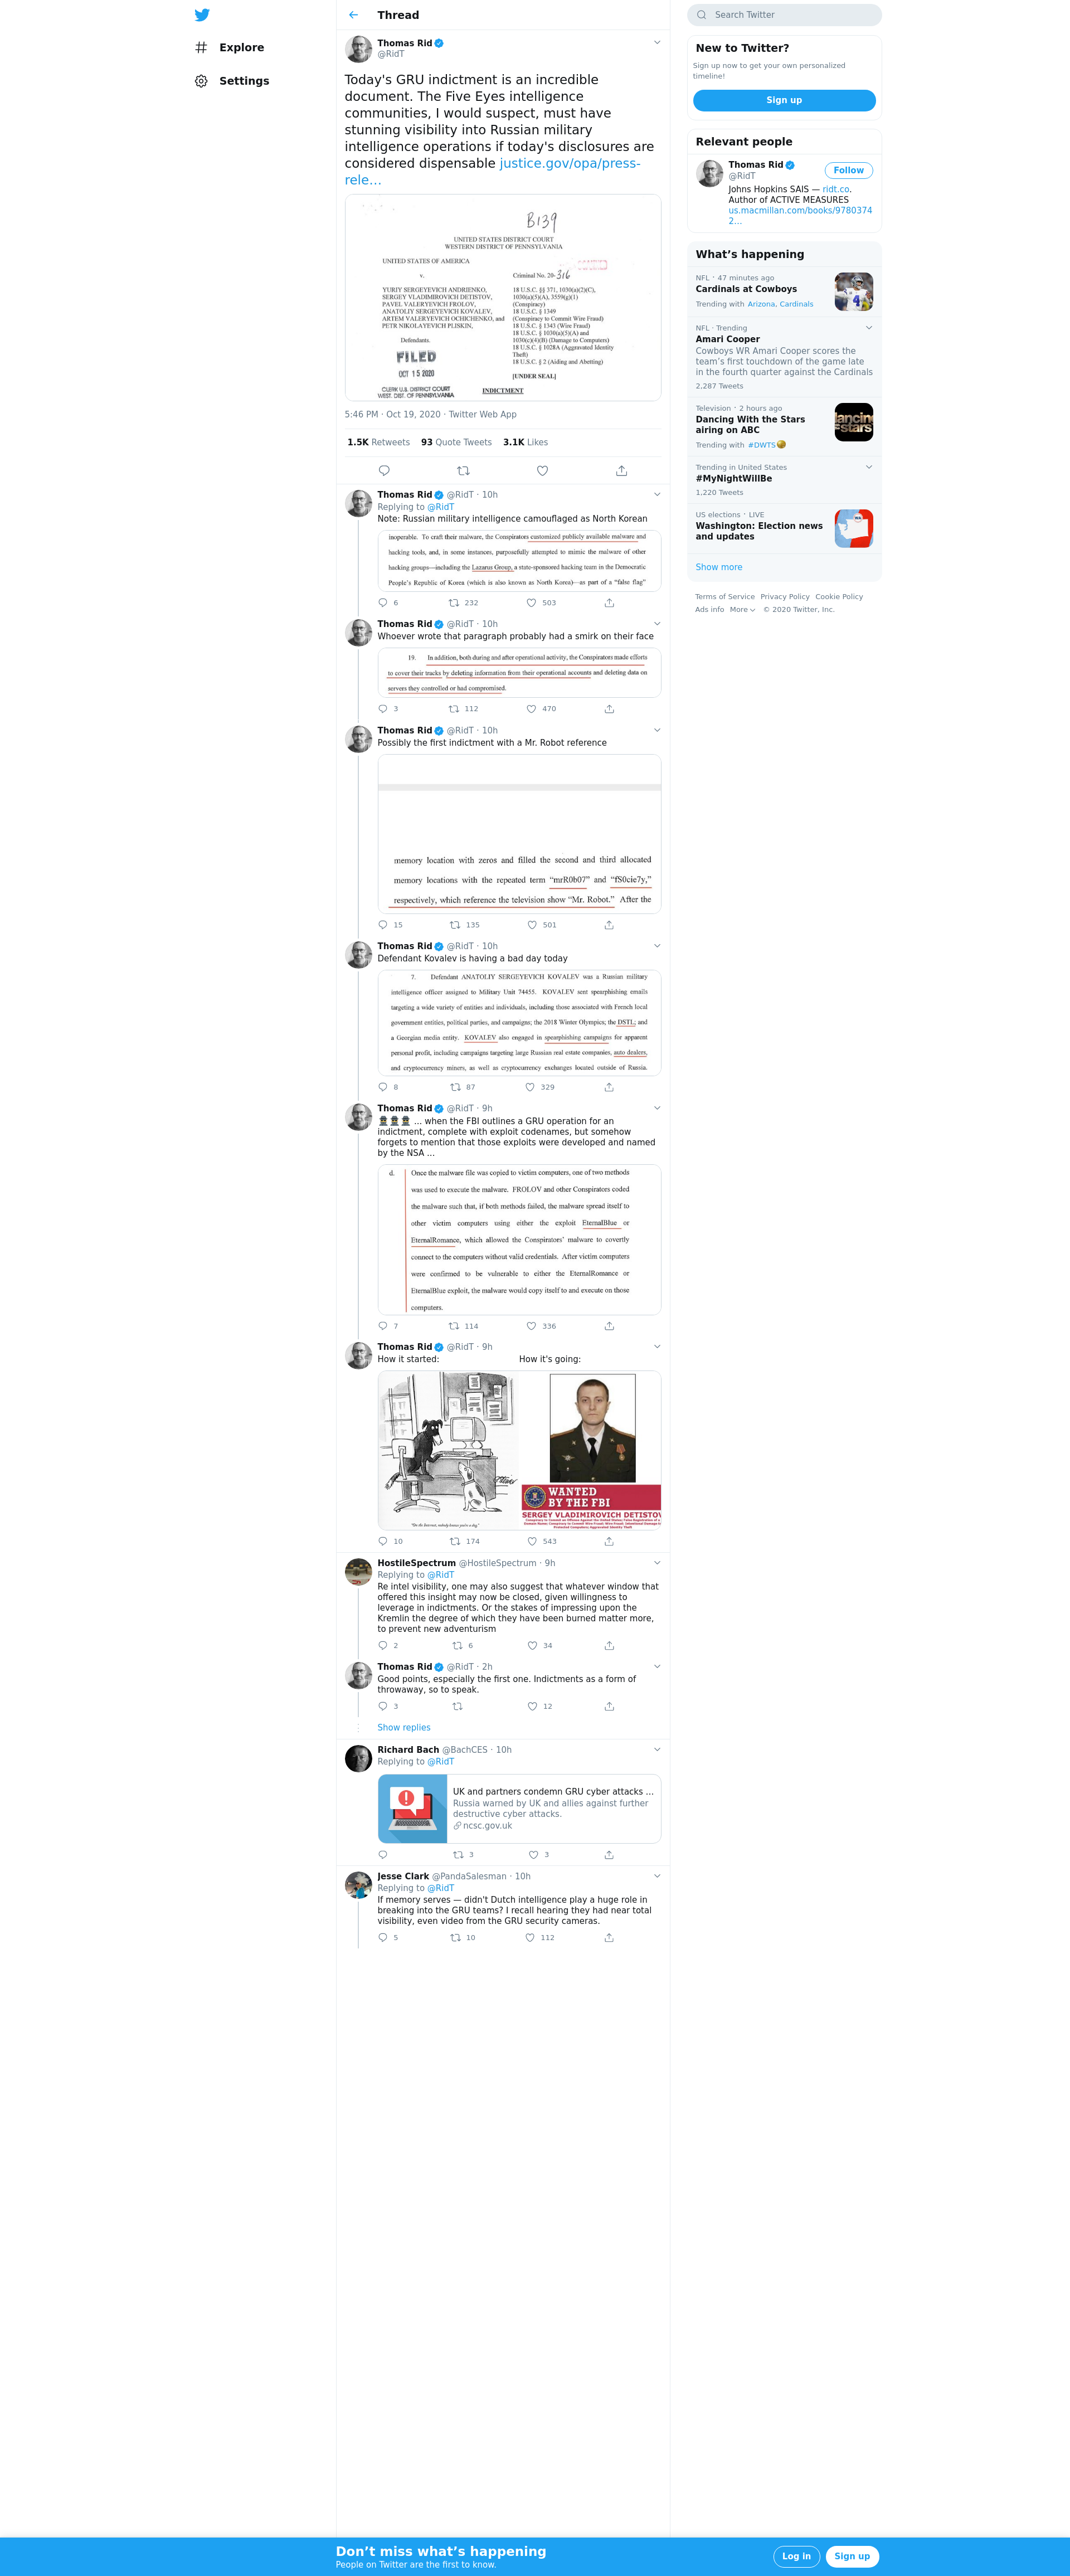 Explore
Settings
Thread
Thomas Rid
@RidT
Today's GRU indictment is an incredible
document. The Five Eyes intelligence
communities, I would suspect, must have
stunning visibility into Russian military
intelligence operations if today's disclosures are
considered dispensable justice.gov/opa/press-
rele…
B139
UNITED STATES DISTRICT COURT
WESTERN DISTRICT OF PENNSYLVANIA
UNITED STATES OF AMERICA
v.
Criminal No. 20-316
YURIY SERGEYEVICH ANDRIENKO,
SERGEY VLADIMIROVICH DETISTOV,
PAVEL VALERYEVICH FROLOV,
ANATOLIY SERGEYEVICH KOVALEV,
ARTEM VALERYEVICH OCHICHENKO, and
PETR NIKOLAYEVICH PLISKIN,
Defendants.
18 U.S.C. §§ 371, 1030(a)(2)(C),
1030(a)(5)(A), 3559(g)(1)
(Conspiracy)
18 U.S.C. § 1349
(Conspiracy to Commit Wire Fraud)
18 U.S.C. § 1343 (Wire Fraud)
18 U.S.C. § 1030(a)(5)(A) and
1030(c)(4)(B) (Damage to Computers)
18 U.S.C. § 1028A (Aggravated Identity
Theft)
18 U.S.C. § 2 (Aiding and Abetting)
[UNDER SEAL]
FILED
OCT 15 2020
CLERK U.S. DISTRICT COURT
WEST. DIST. OF PENNSYLVANIA
INDICTMENT
5:46 PM · Oct 19, 2020 · Twitter Web App
1.5K Retweets 93 Quote Tweets 3.1K Likes
Thomas Rid @RidT · 10h
Replying to @RidT
Note: Russian military intelligence camouflaged as North Korean
inoperable. To craft their malware, the Conspirators customized publicly available malware and
hacking tools, and, in some instances, purposefully attempted to mimic the malware of other
hacking groups—including the Lazarus Group, a state-sponsored hacking team in the Democratic
People's Republic of Korea (which is also known as North Korea)—as part of a "false flag"
6 232 503
Thomas Rid @RidT · 10h
Whoever wrote that paragraph probably had a smirk on their face
19. In addition, both during and after operational activity, the Conspirators made efforts
to cover their tracks by deleting information from their operational accounts and deleting data on
servers they controlled or had compromised.
3 112 470
Thomas Rid @RidT · 10h
Possibly the first indictment with a Mr. Robot reference
memory location with zeros and filled the second and third allocated
memory locations with the repeated term “mrR0b07” and “fS0cie7y,”
respectively, which reference the television show “Mr. Robot.” After the
15 135 501
Thomas Rid @RidT · 10h
Defendant Kovalev is having a bad day today
7. Defendant ANATOLIY SERGEYEVICH KOVALEV was a Russian military
intelligence officer assigned to Military Unit 74455. KOVALEV sent spearphishing emails
targeting a wide variety of entities and individuals, including those associated with French local
government entities, political parties, and campaigns; the 2018 Winter Olympics; the DSTL; and
a Georgian media entity. KOVALEV also engaged in spearphishing campaigns for apparent
personal profit, including campaigns targeting large Russian real estate companies, auto dealers,
and cryptocurrency miners, as well as cryptocurrency exchanges located outside of Russia.
8 87 329
Thomas Rid @RidT · 9h
... when the FBI outlines a GRU operation for an
indictment, complete with exploit codenames, but somehow
forgets to mention that those exploits were developed and named
by the NSA ...
d. Once the malware file was copied to victim computers, one of two methods
was used to execute the malware. FROLOV and other Conspirators coded
the malware such that, if both methods failed, the malware spread itself to
other victim computers using either the exploit EternalBlue or
EternalRomance, which allowed the Conspirators' malware to covertly
connect to the computers without valid credentials. After victim computers
were confirmed to be vulnerable to either the EternalRomance or
EternalBlue exploit, the malware would copy itself to and execute on those
computers.
7 114 336
Thomas Rid @RidT · 9h
How it started: How it's going:
"On the Internet, nobody knows you're a dog."
WANTED
BY THE FBI
SERGEY VLADIMIROVICH DETISTOV
10 174 543
HostileSpectrum @HostileSpectrum · 9h
Replying to @RidT
Re intel visibility, one may also suggest that whatever window that
offered this insight may now be closed, given willingness to
leverage in indictments. Or the stakes of impressing upon the
Kremlin the degree of which they have been burned matter more,
to prevent new adventurism
2 6 34
Thomas Rid @RidT · 2h
Good points, especially the first one. Indictments as a form of
throwaway, so to speak.
3 12
Show replies
Richard Bach @BachCES · 10h
Replying to @RidT
UK and partners condemn GRU cyber attacks ...
Russia warned by UK and allies against further
destructive cyber attacks.
ncsc.gov.uk
3 3
Jesse Clark @PandaSalesman · 10h
Replying to @RidT
If memory serves — didn't Dutch intelligence play a huge role in
breaking into the GRU teams? I recall hearing they had near total
visibility, even video from the GRU security cameras.
5 10 112
Search Twitter
New to Twitter?
Sign up now to get your own personalized
timeline!
Sign up
Relevant people
Thomas Rid
@RidT
Follow
Johns Hopkins SAIS — ridt.co.
Author of ACTIVE MEASURES
us.macmillan.com/books/9780374
2…
What’s happening
NFL · 47 minutes ago
Cardinals at Cowboys
Trending with Arizona, Cardinals
NFL · Trending
Amari Cooper
Cowboys WR Amari Cooper scores the
team’s first touchdown of the game late
in the fourth quarter against the Cardinals
2,287 Tweets
Television · 2 hours ago
Dancing With the Stars
airing on ABC
Trending with #DWTS
Trending in United States
#MyNightWillBe
1,220 Tweets
US elections · LIVE
Washington: Election news
and updates
Show more
Terms of Service Privacy Policy Cookie Policy
Ads info More © 2020 Twitter, Inc.
Don’t miss what’s happening
People on Twitter are the first to know.
Log in
Sign up